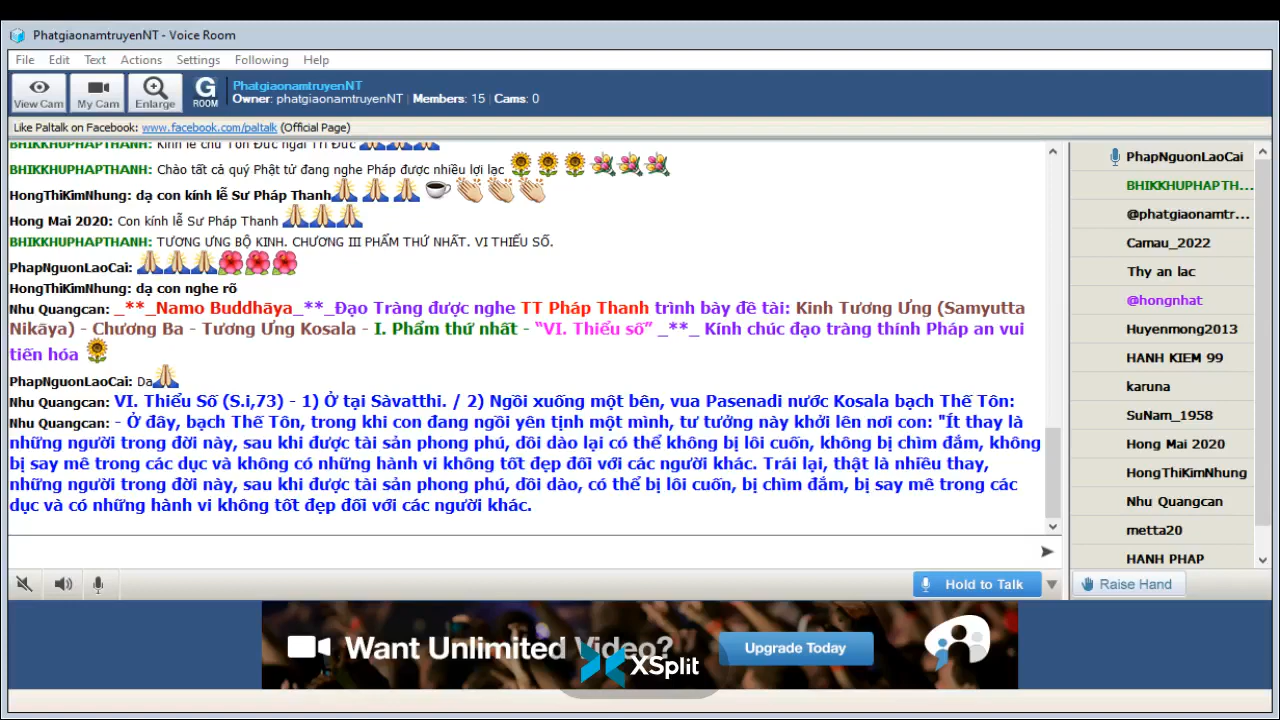 PhatgiaonamtruyenNT - Voice Room
File Edit Text Actions Settings Following Help
View Cam My Cam Enlarge G ROOM
PhatgiaonamtruyenNT
Owner: phatgiaonamtruyenNT | Members: 15 | Cams: 0
Like Paltalk on Facebook: www.facebook.com/paltalk (Official Page)
BHIKKHUPHAPTHANH: Kính lễ chư Tôn Đức ngài Trí Đức
BHIKKHUPHAPTHANH: Chào tất cả quý Phật tử đang nghe Pháp được nhiều lợi lạc
HongThiKimNhung: dạ con kính lễ Sư Pháp Thanh
Hong Mai 2020: Con kính lễ Sư Pháp Thanh
BHIKKHUPHAPTHANH: TƯƠNG ƯNG BỘ KINH. CHƯƠNG III PHẨM THỨ NHẤT. VI THIỂU SỐ.
PhapNguonLaoCai:
HongThiKimNhung: dạ con nghe rõ
Nhu Quangcan: _**_Namo Buddhāya_**_Đạo Tràng được nghe TT Pháp Thanh trình bày đề tài: Kinh Tương Ưng (Samyutta
Nikāya) - Chương Ba - Tương Ưng Kosala - I. Phẩm thứ nhất - “VI. Thiểu số” _**_ Kính chúc đạo tràng thính Pháp an vui
tiến hóa
PhapNguonLaoCai: Da
Nhu Quangcan: VI. Thiểu Số (S.i,73) - 1) Ở tại Sàvatthi. / 2) Ngồi xuống một bên, vua Pasenadi nước Kosala bạch Thế Tôn:
Nhu Quangcan: - Ở đây, bạch Thế Tôn, trong khi con đang ngồi yên tịnh một mình, tư tưởng này khởi lên nơi con: "Ít thay là
những người trong đời này, sau khi được tài sản phong phú, dồi dào lại có thể không bị lôi cuốn, không bị chìm đắm, không
bị say mê trong các dục và không có những hành vi không tốt đẹp đối với các người khác. Trái lại, thật là nhiều thay,
những người trong đời này, sau khi được tài sản phong phú, dồi dào, có thể bị lôi cuốn, bị chìm đắm, bị say mê trong các
dục và có những hành vi không tốt đẹp đối với các người khác.
PhapNguonLaoCai
BHIKKHUPHAPTH...
@phatgiaonamtr...
Camau_2022
Thy an lac
@hongnhat
Huyenmong2013
HANH KIEM 99
karuna
SuNam_1958
Hong Mai 2020
HongThiKimNhung
Nhu Quangcan
metta20
HANH PHAP
Hold to Talk
Raise Hand
Want Unlimited Video?
Upgrade Today
XSplit